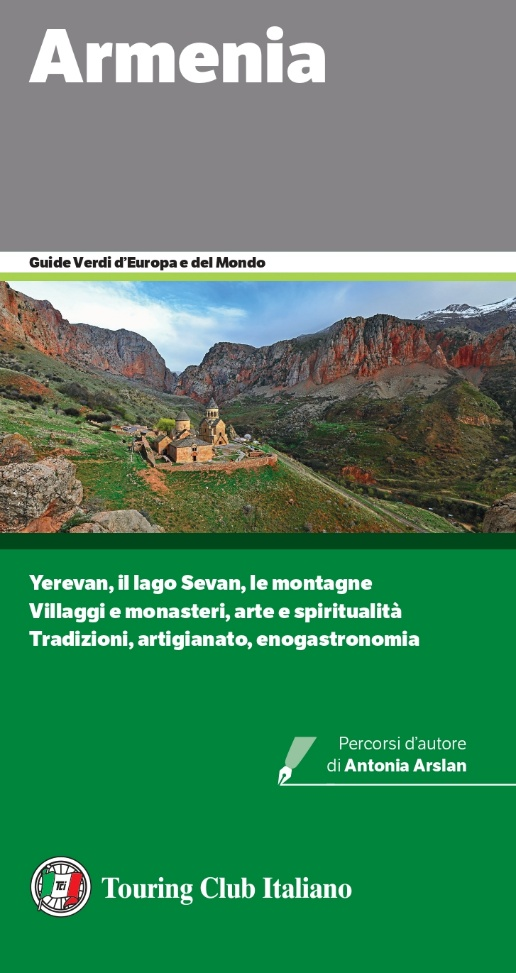 Armenia
Guide Verdi d'Europa e del Mondo
Yerevan, il lago Sevan, le montagne
Villaggi e monasteri, arte e spiritualità
Tradizioni, artigianato, enogastronomia
Percorsi d'autore
di Antonia Arslan
TCI
Touring Club Italiano